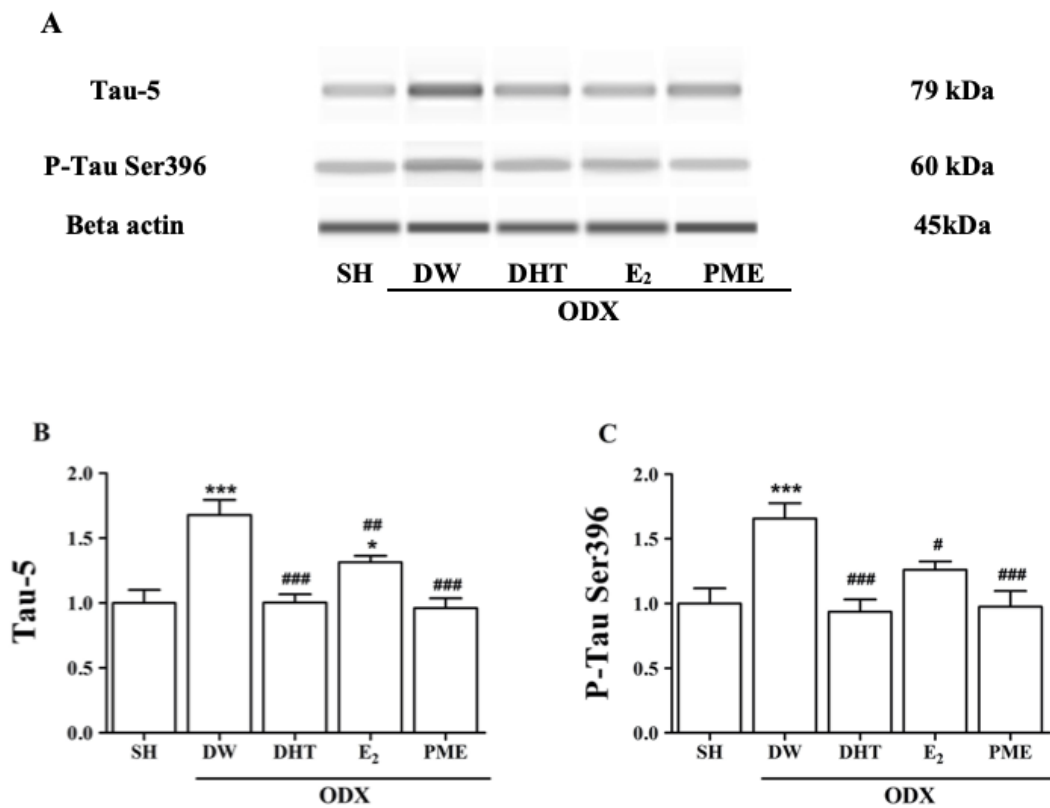 A
Tau-5 79 kDa
P-Tau Ser396 60 kDa
Beta actin 45kDa
SH DW DHT E₂ PME
ODX
B
Tau-5
2.0
1.5
1.0
0.5
0.0
***
###
##
*
###
SH DW DHT E₂ PME
ODX
C
P-Tau Ser396
2.0
1.5
1.0
0.5
0.0
***
###
#
###
SH DW DHT E₂ PME
ODX